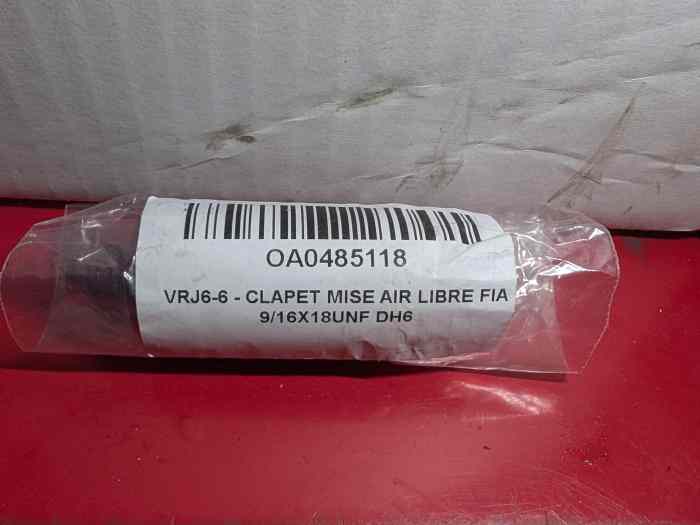 OA0485118
VRJ6-6 - CLAPET MISE AIR LIBRE FIA
9/16X18UNF DH6